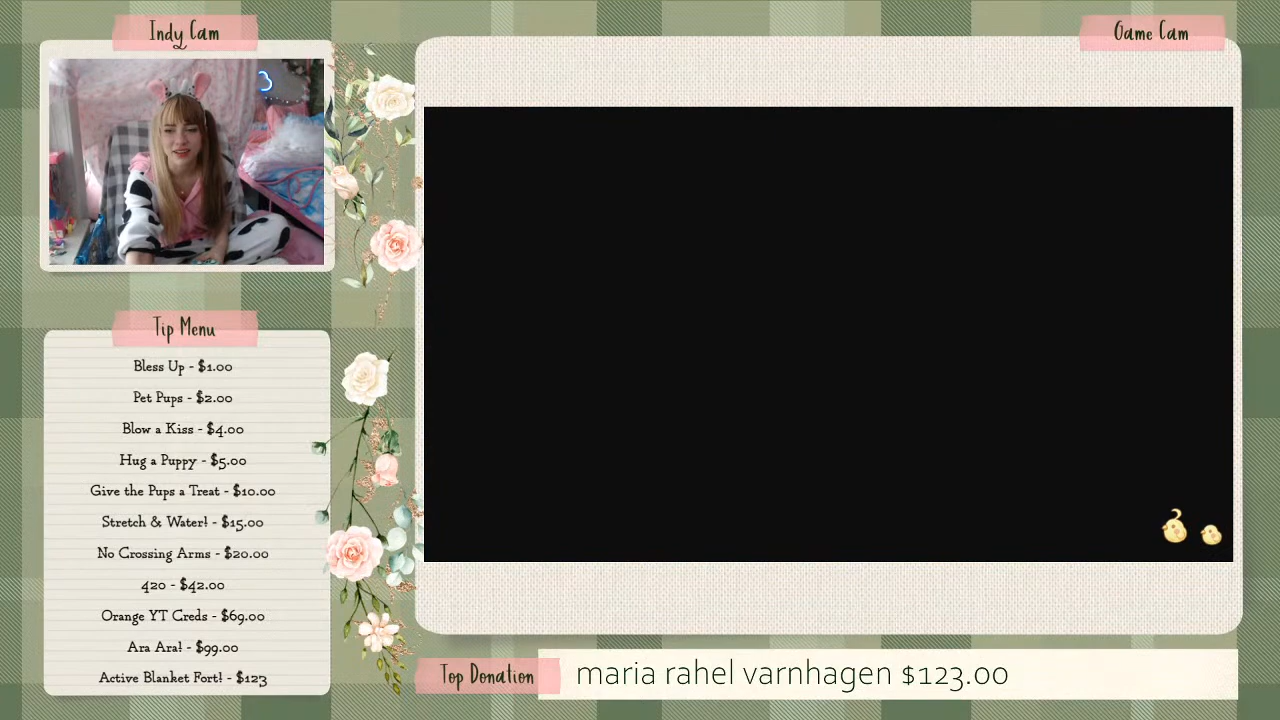 Indy Cam
Game Cam
3
Tip Menu
Bless Up - $1.00
Pet Pups - $2.00
Blow a Kiss - $4.00
Hug a Puppy - $5.00
Give the Pups a Treat - $10.00
Stretch & Water! - $15.00
No Crossing Arms - $20.00
420 - $42.00
Orange YT Creds - $69.00
Ara Ara! - $99.00
Active Blanket Fort! - $123
Top Donation
maria rahel varnhagen $123.00